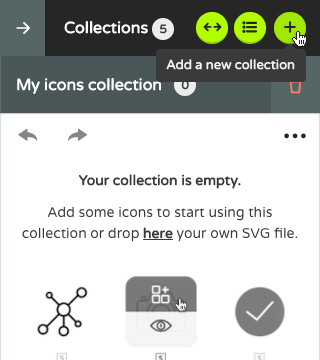 Collections 5
Add a new collection
My icons collection 0
Your collection is empty.
Add some icons to start using this
collection or drop here your own SVG file.
S S S